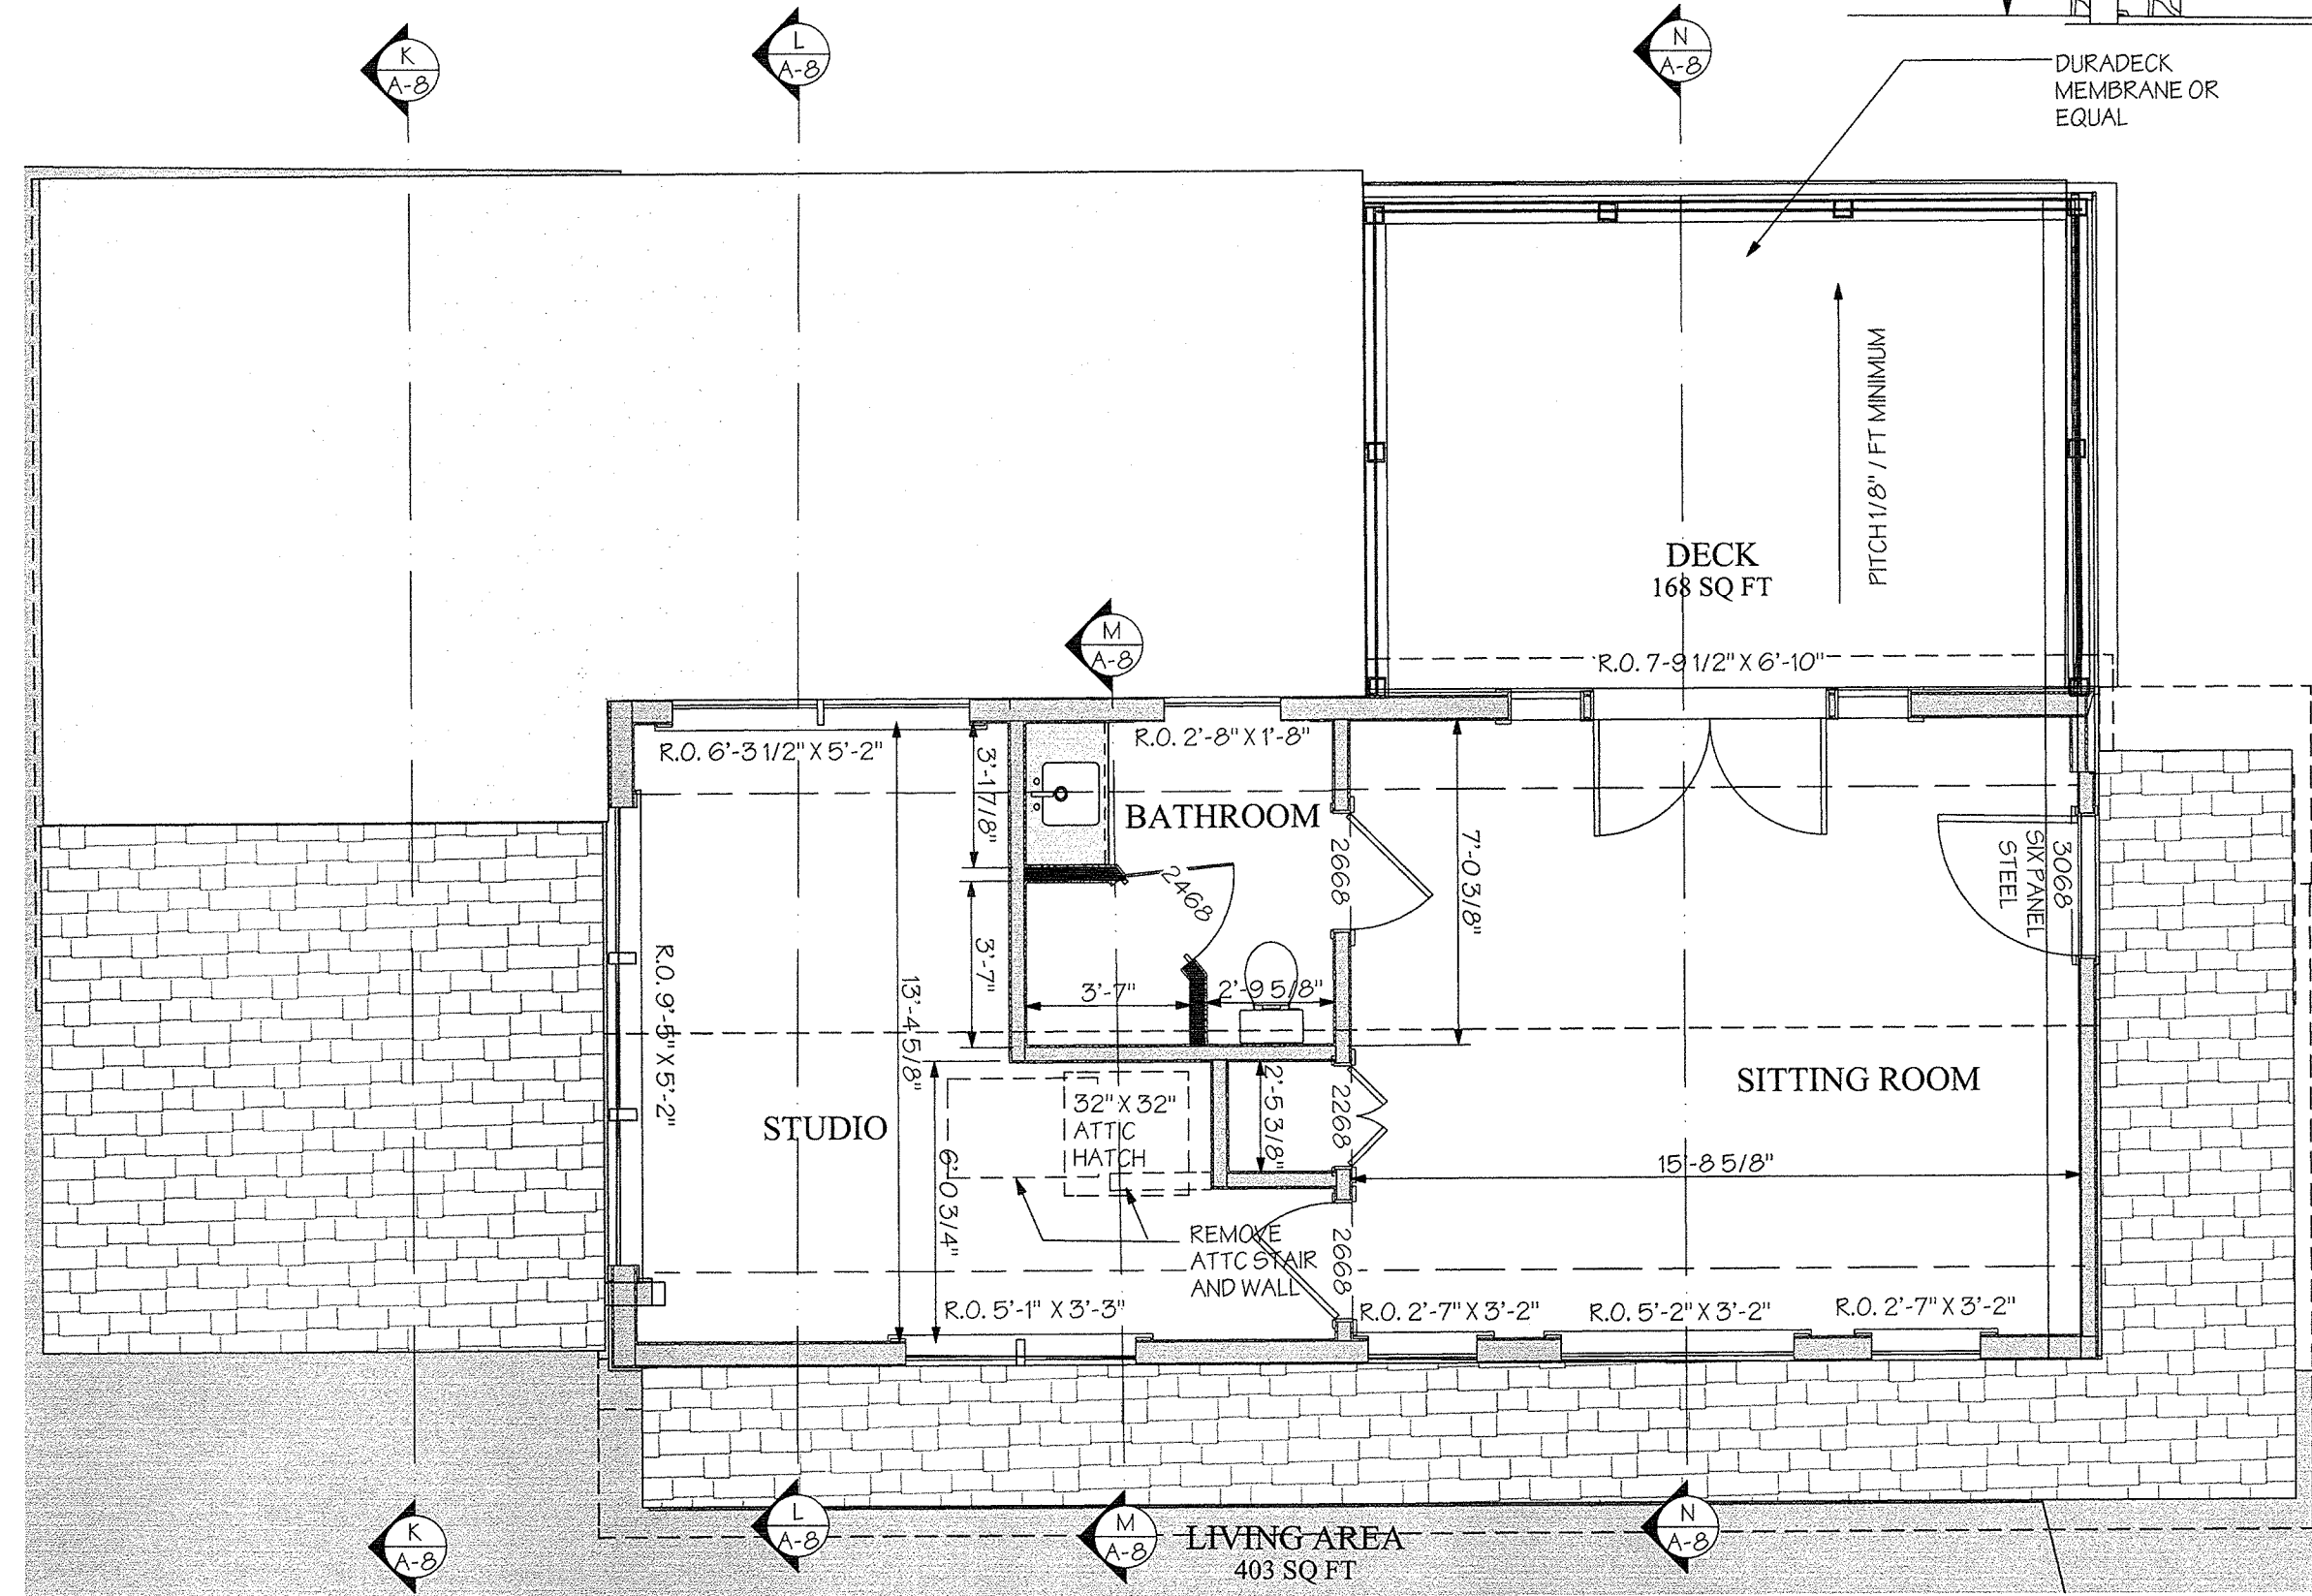 K
A-8
L
A-8
N
A-8
DURADECK
MEMBRANE OR
EQUAL
PITCH 1/8" / FT MINIMUM
DECK
168 SQ FT
M
A-8
R.O. 7-9 1/2" X 6'-10"
R.O. 6'-3 1/2" X 5'-2"
R.O. 2'-8" X 1'-8"
3'-1 7/8"
BATHROOM
2668
7'-0 3/8"
3068
SIX PANEL
STEEL
2468
R.O. 9'-5" X 5'-2"
13'-4 5/8"
3'-7"
3'-7"
2'-9 5/8"
SITTING ROOM
STUDIO
32" X 32"
ATTIC
HATCH
2'-5 3/8"
2268
6'-0 3/4"
15'-8 5/8"
REMOVE
ATTC STAIR
AND WALL
2668
R.O. 5'-1" X 3'-3"
R.O. 2'-7" X 3'-2"
R.O. 5'-2" X 3'-2"
R.O. 2'-7" X 3'-2"
K
A-8
L
A-8
M
A-8
LIVING AREA
403 SQ FT
N
A-8